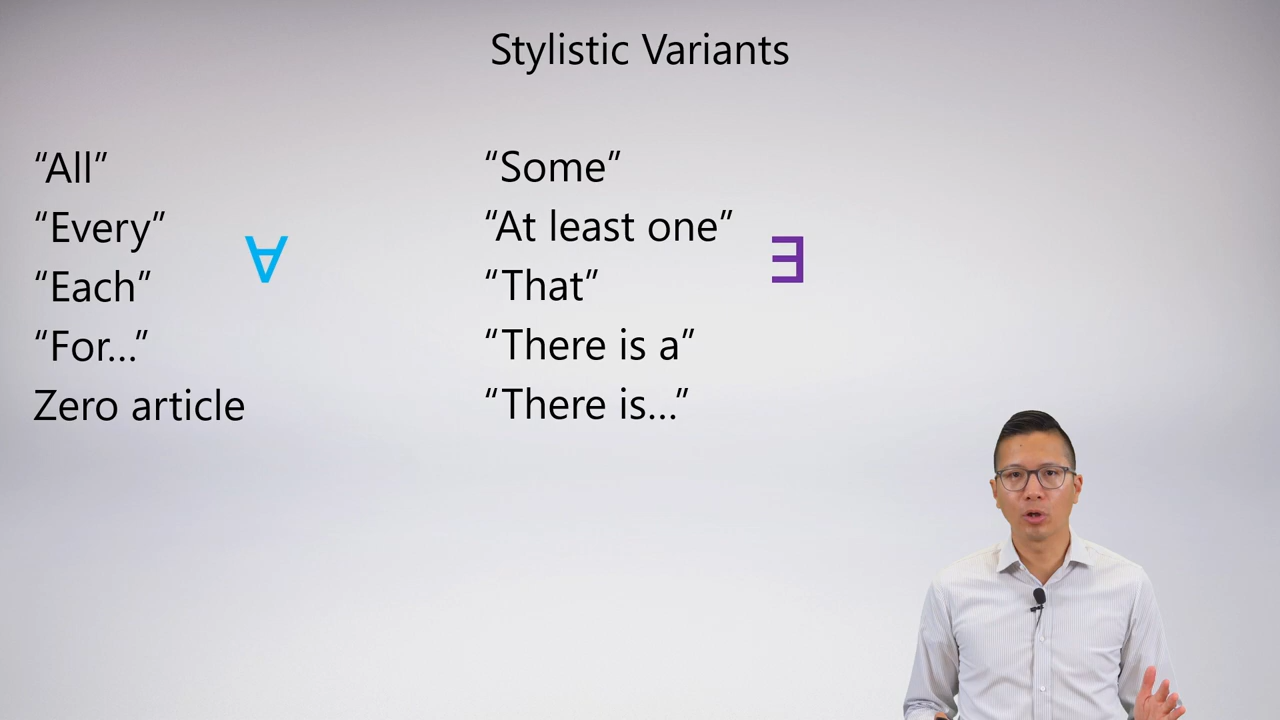 Stylistic Variants
“All”
“Every”
“Each”
“For…”
Zero article
∀
“Some”
“At least one”
“That”
“There is a”
“There is…”
∃